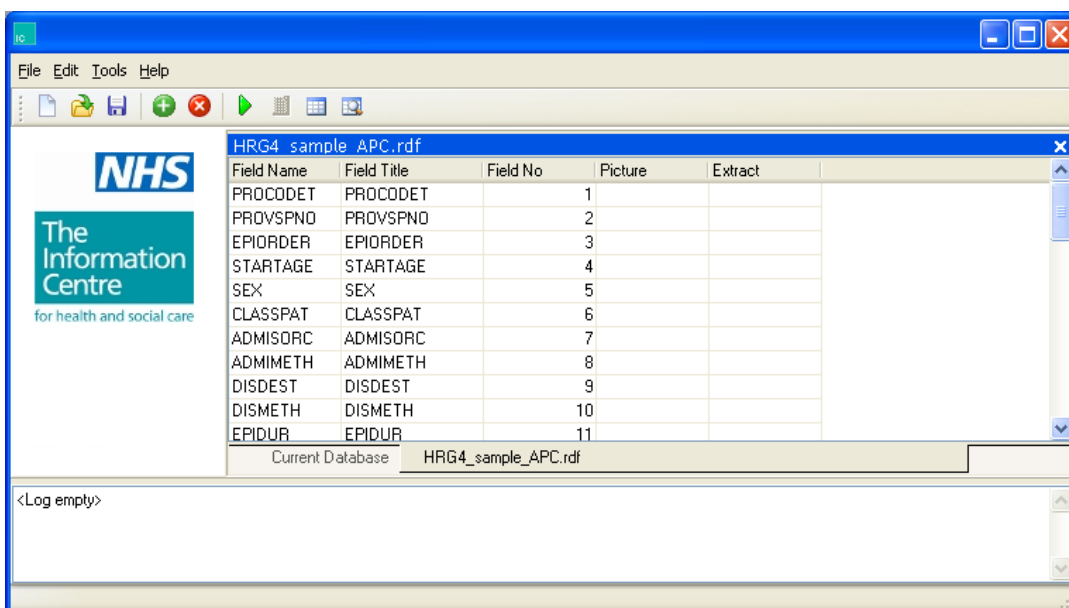 IC
File Edit Tools Help
NHS
The
Information
Centre
for health and social care
HRG4_sample_APC.rdf
Field Name Field Title Field No Picture Extract
PROCODET PROCODET 1
PROVSPNO PROVSPNO 2
EPIORDER EPIORDER 3
STARTAGE STARTAGE 4
SEX SEX 5
CLASSPAT CLASSPAT 6
ADMISORC ADMISORC 7
ADMIMETH ADMIMETH 8
DISDEST DISDEST 9
DISMETH DISMETH 10
EPIDUR EPIDUR 11
Current Database HRG4_sample_APC.rdf
<Log empty>